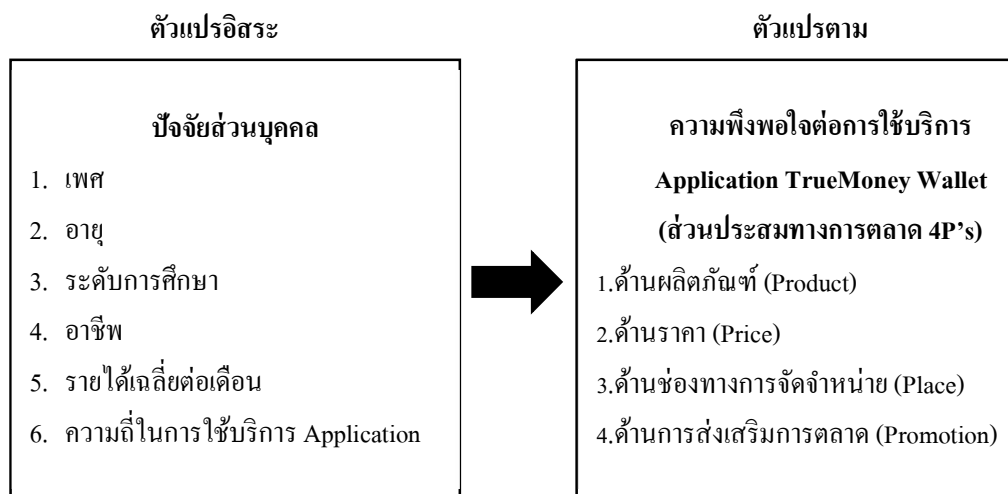 ตัวแปรอิสระ
ปัจจัยส่วนบุคคล
1. เพศ
2. อายุ
3. ระดับการศึกษา
4. อาชีพ
5. รายได้เฉลี่ยต่อเดือน
6. ความถี่ในการใช้บริการ Application
ตัวแปรตาม
ความพึงพอใจต่อการใช้บริการ
Application TrueMoney Wallet
(ส่วนประสมทางการตลาด 4P’s)
1.ด้านผลิตภัณฑ์ (Product)
2.ด้านราคา (Price)
3.ด้านช่องทางการจัดจำหน่าย (Place)
4.ด้านการส่งเสริมการตลาด (Promotion)